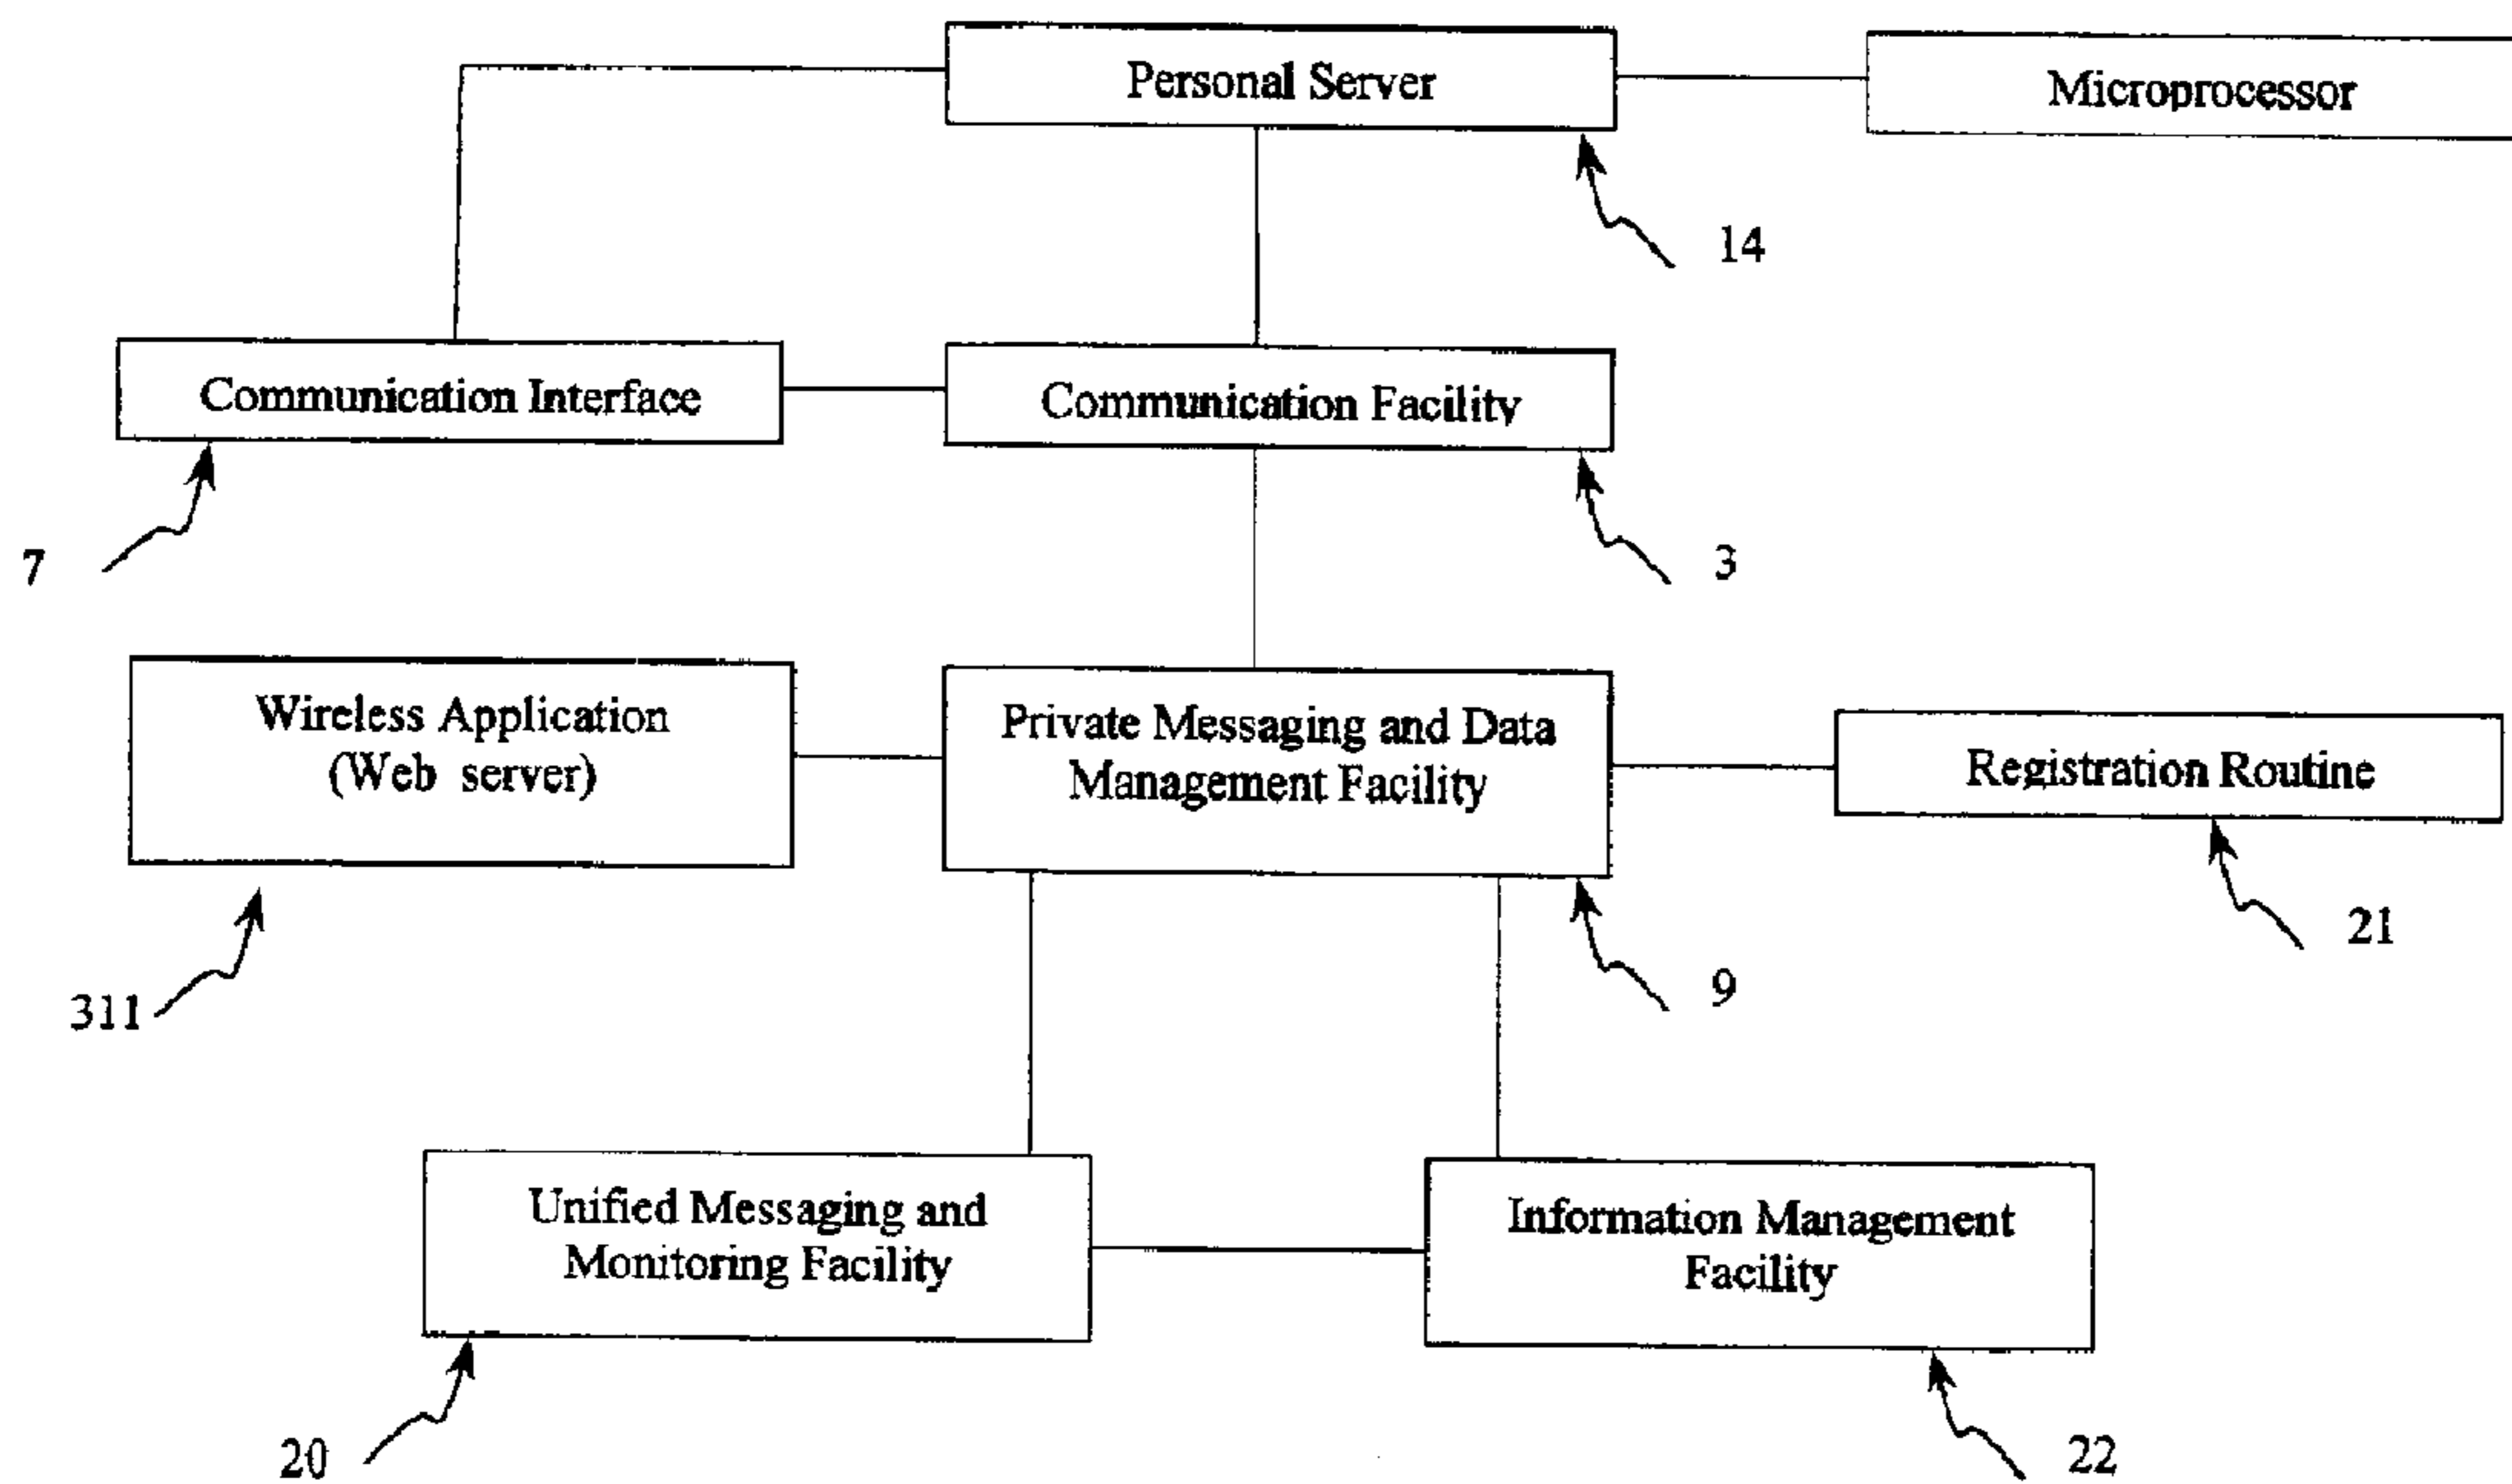 Personal Server
Microprocessor
14
Communication Interface
Communication Facility
7
3
Wireless Application
(Web server)
Private Messaging and Data
Management Facility
Registration Routine
21
311
9
Unified Messaging and
Monitoring Facility
Information Management
Facility
20
22